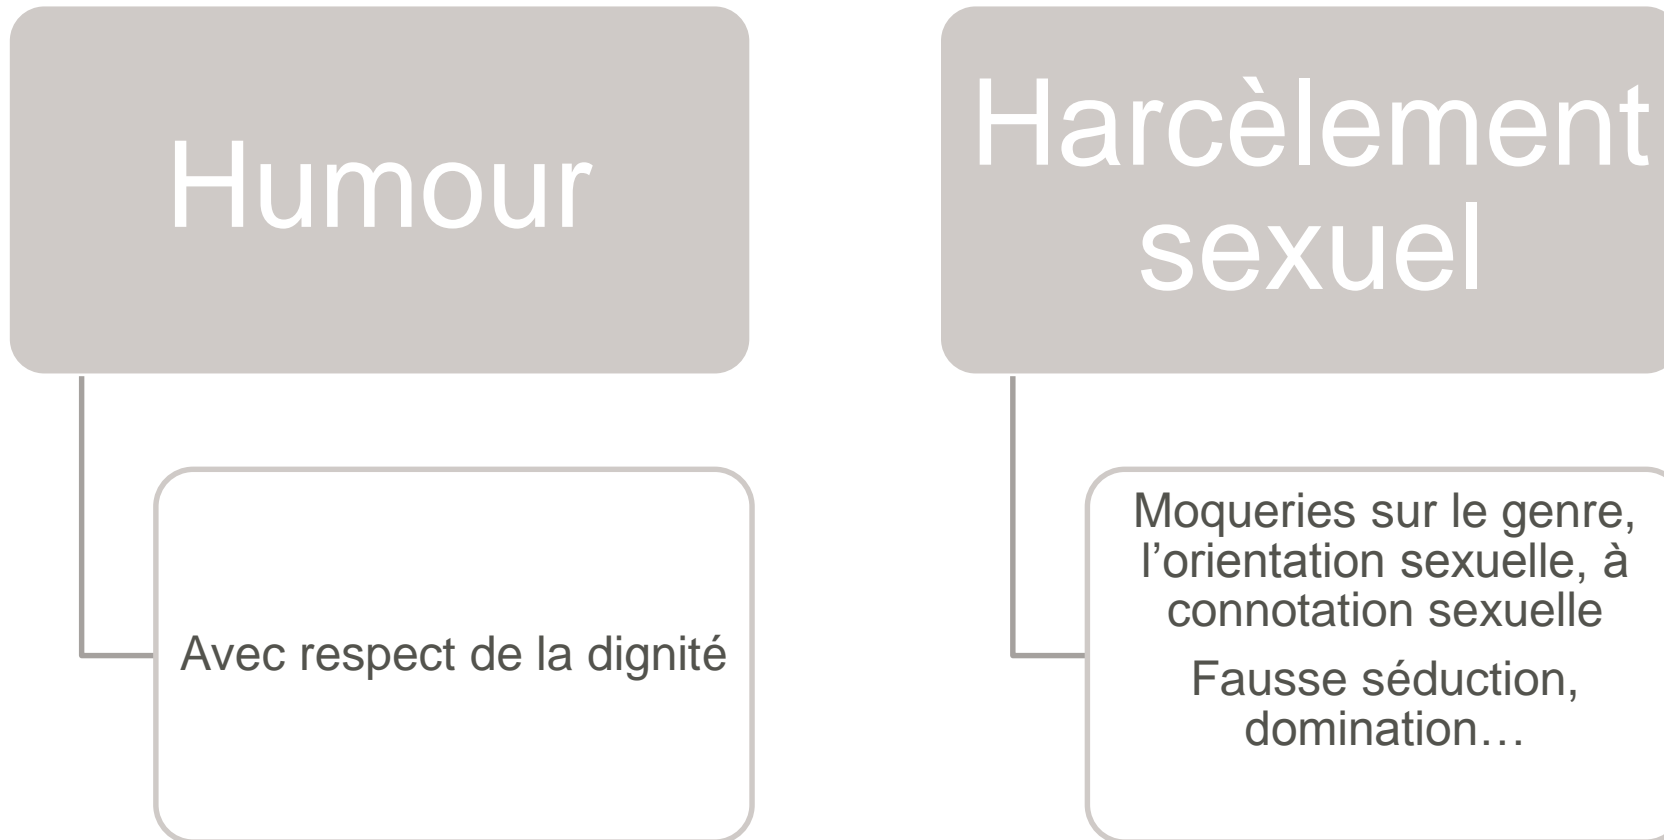 Humour
Avec respect de la dignité
Harcèlement
sexuel
Moqueries sur le genre,
l’orientation sexuelle, à
connotation sexuelle
Fausse séduction,
domination…